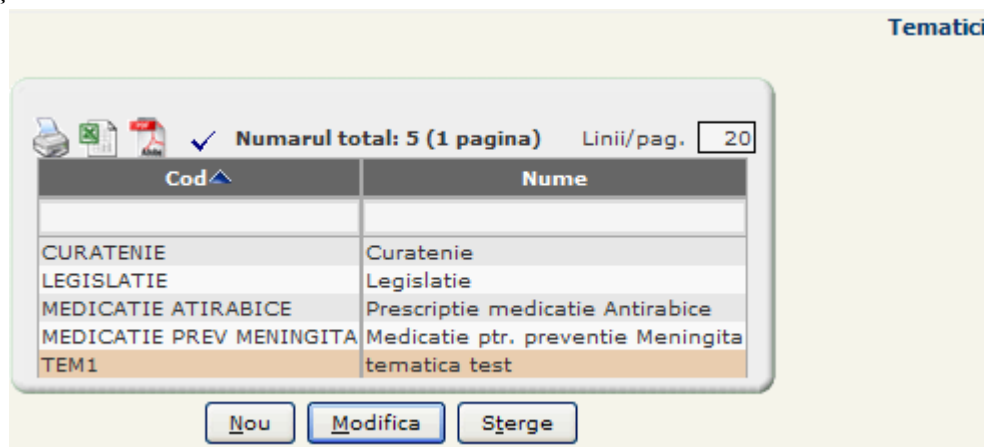 Tematici
Numarul total: 5 (1 pagina) Linii/pag. 20
Cod Nume
CURATENIE Curatenie
LEGISLATIE Legislatie
MEDICATIE ATIRABICE Prescriptie medicatie Antirabice
MEDICATIE PREV MENINGITA Medicatie ptr. preventie Meningita
TEM1 tematica test
Nou Modifica Sterge